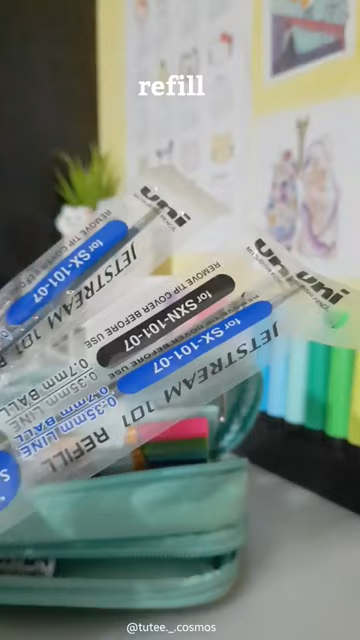 refill
uni
REMOVE TIP COVER BEFORE USE
for SX-101-07
JETSTREAM 101
uni
REMOVE TIP COVER BEFORE USE
for SXN-101-07
0.7mm BALL
0.35mm LINE
uni
for SX-101-07
JETSTREAM 101 REFILL
0.7mm BALL
0.35mm LINE
@tutee._.cosmos